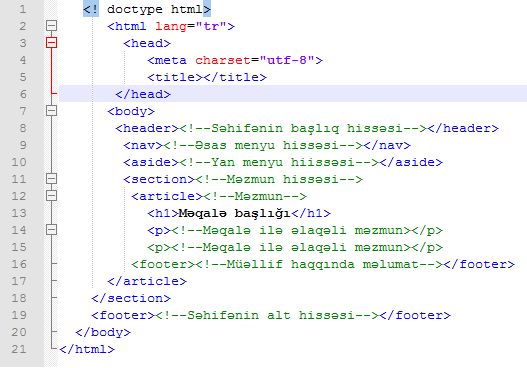 1 <! doctype html>
2 <html lang="tr">
3 <head>
4 <meta charset="utf-8">
5 <title></title>
6 </head>
7 <body>
8 <header><!--Səhifənin başlıq hissəsi--></header>
9 <nav><!--Əsas menyu hissəsi--></nav>
10 <aside><!--Yan menyu hiissəsi--></aside>
11 <section><!--Məzmun hissəsi-->
12 <article><!--Məzmun-->
13 <h1>Məqalə başlığı</h1>
14 <p><!--Məqalə ilə əlaqəli məzmun></p>
15 <p><!--Məqalə ilə əlaqəli məzmun></p>
16 <footer><!--Müəllif haqqında məlumat--></footer>
17 </article>
18 </section>
19 <footer><!--Səhifənin alt hissəsi--></footer>
20 </body>
21 </html>